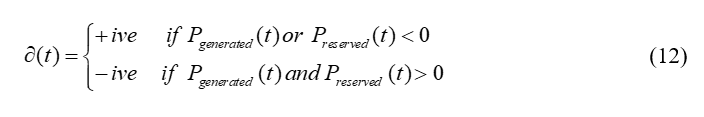 ∂(t) = { +ive if P_generated(t) or P_reserved(t) < 0
−ive if P_generated(t) and P_reserved(t) > 0 (12)